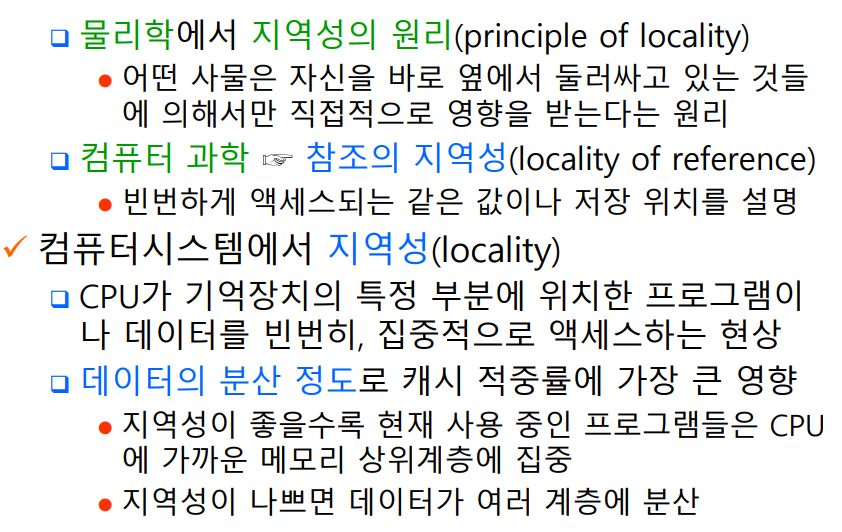 ❑ 물리학에서 지역성의 원리(principle of locality)
● 어떤 사물은 자신을 바로 옆에서 둘러싸고 있는 것들
에 의해서만 직접적으로 영향을 받는다는 원리
❑ 컴퓨터 과학 ☞ 참조의 지역성(locality of reference)
● 빈번하게 액세스되는 같은 값이나 저장 위치를 설명
✓ 컴퓨터시스템에서 지역성(locality)
❑ CPU가 기억장치의 특정 부분에 위치한 프로그램이
나 데이터를 빈번히, 집중적으로 액세스하는 현상
❑ 데이터의 분산 정도로 캐시 적중률에 가장 큰 영향
● 지역성이 좋을수록 현재 사용 중인 프로그램들은 CPU
에 가까운 메모리 상위계층에 집중
● 지역성이 나쁘면 데이터가 여러 계층에 분산